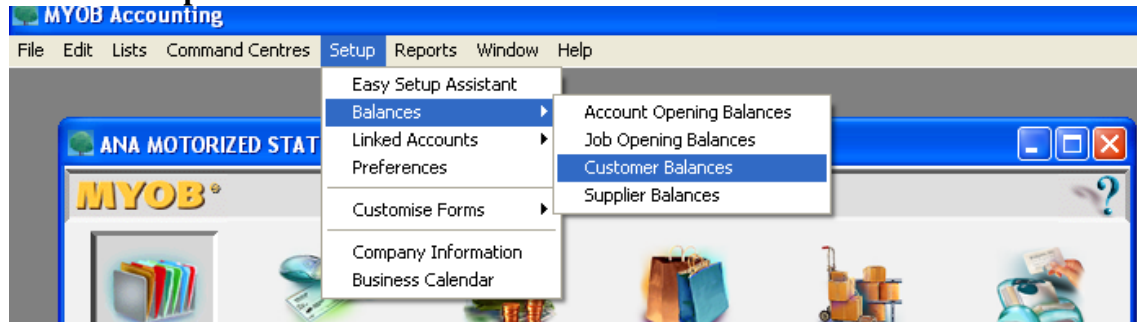 MYOB Accounting
File Edit Lists Command Centres Setup Reports Window Help
Easy Setup Assistant
Balances
Linked Accounts
Preferences
Customise Forms
Company Information
Business Calendar
Account Opening Balances
Job Opening Balances
Customer Balances
Supplier Balances
ANA MOTORIZED STAT
MYOB
?